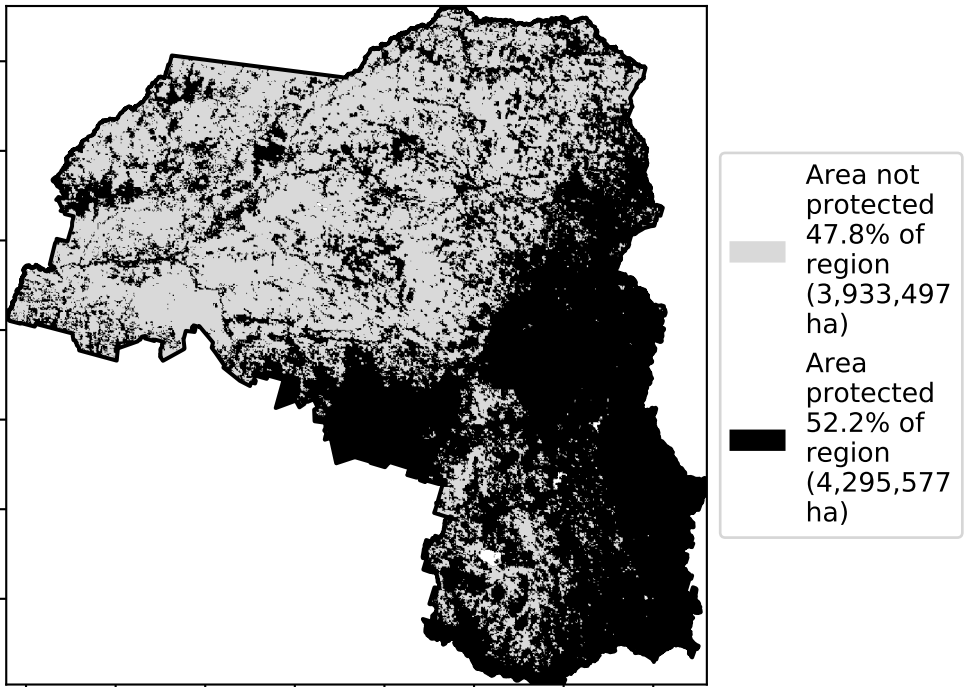 Area not
protected
47.8% of
region
(3,933,497
ha)
Area
protected
52.2% of
region
(4,295,577
ha)